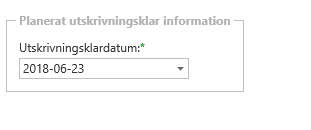 Planerat utskrivningsklar information
Utskrivningsklardatum:*
2018-06-23